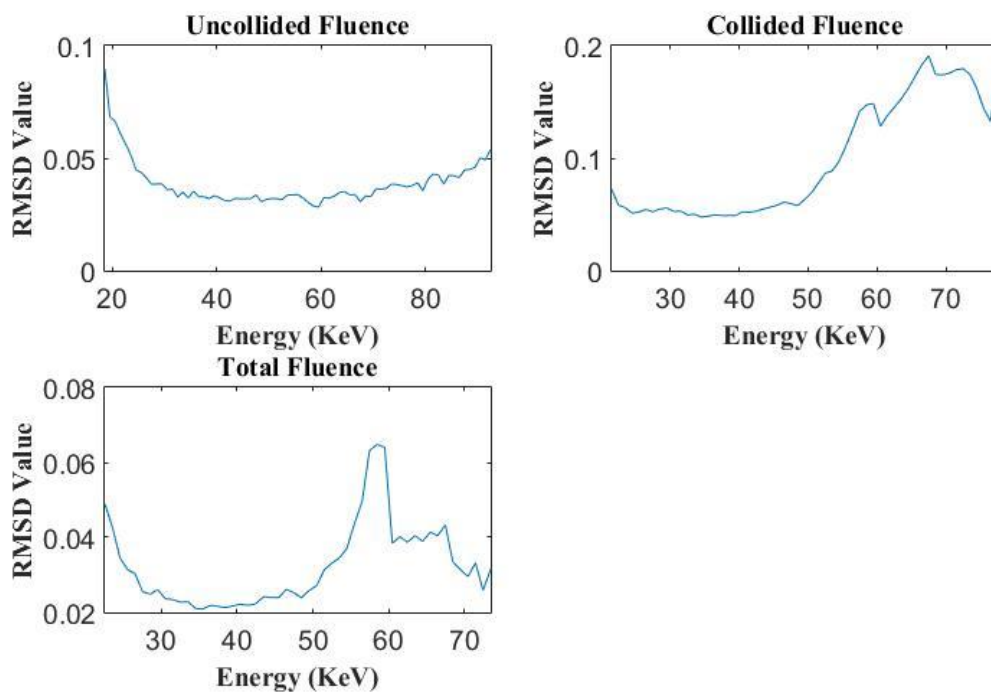 Uncollided Fluence
0.1
0.05
0
RMSD Value
20 40 60 80
Energy (KeV)
Collided Fluence
0.2
0.1
0
RMSD Value
30 40 50 60 70
Energy (KeV)
Total Fluence
0.08
0.06
0.04
0.02
RMSD Value
30 40 50 60 70
Energy (KeV)